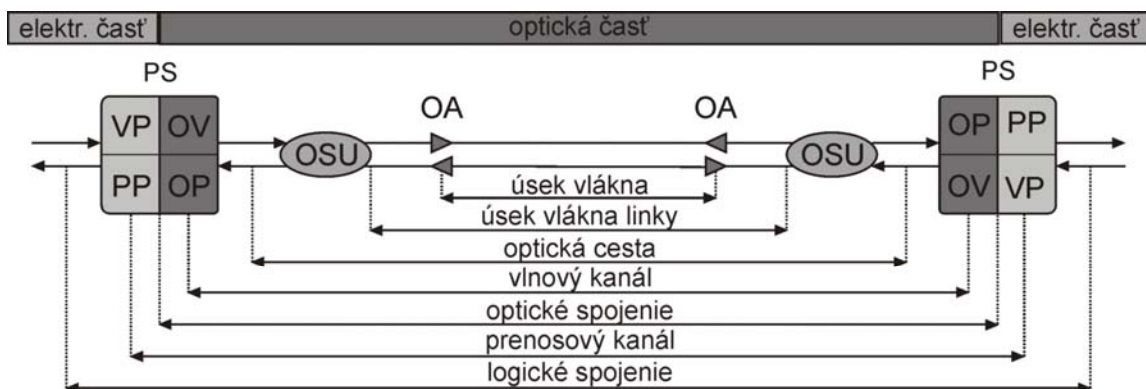 elektr. časť optická časť elektr. časť
PS PS
OA OA
VP OV OP PP
OSU OSU
PP OP OV VP
úsek vlákna
úsek vlákna linky
optická cesta
vlnový kanál
optické spojenie
prenosový kanál
logické spojenie